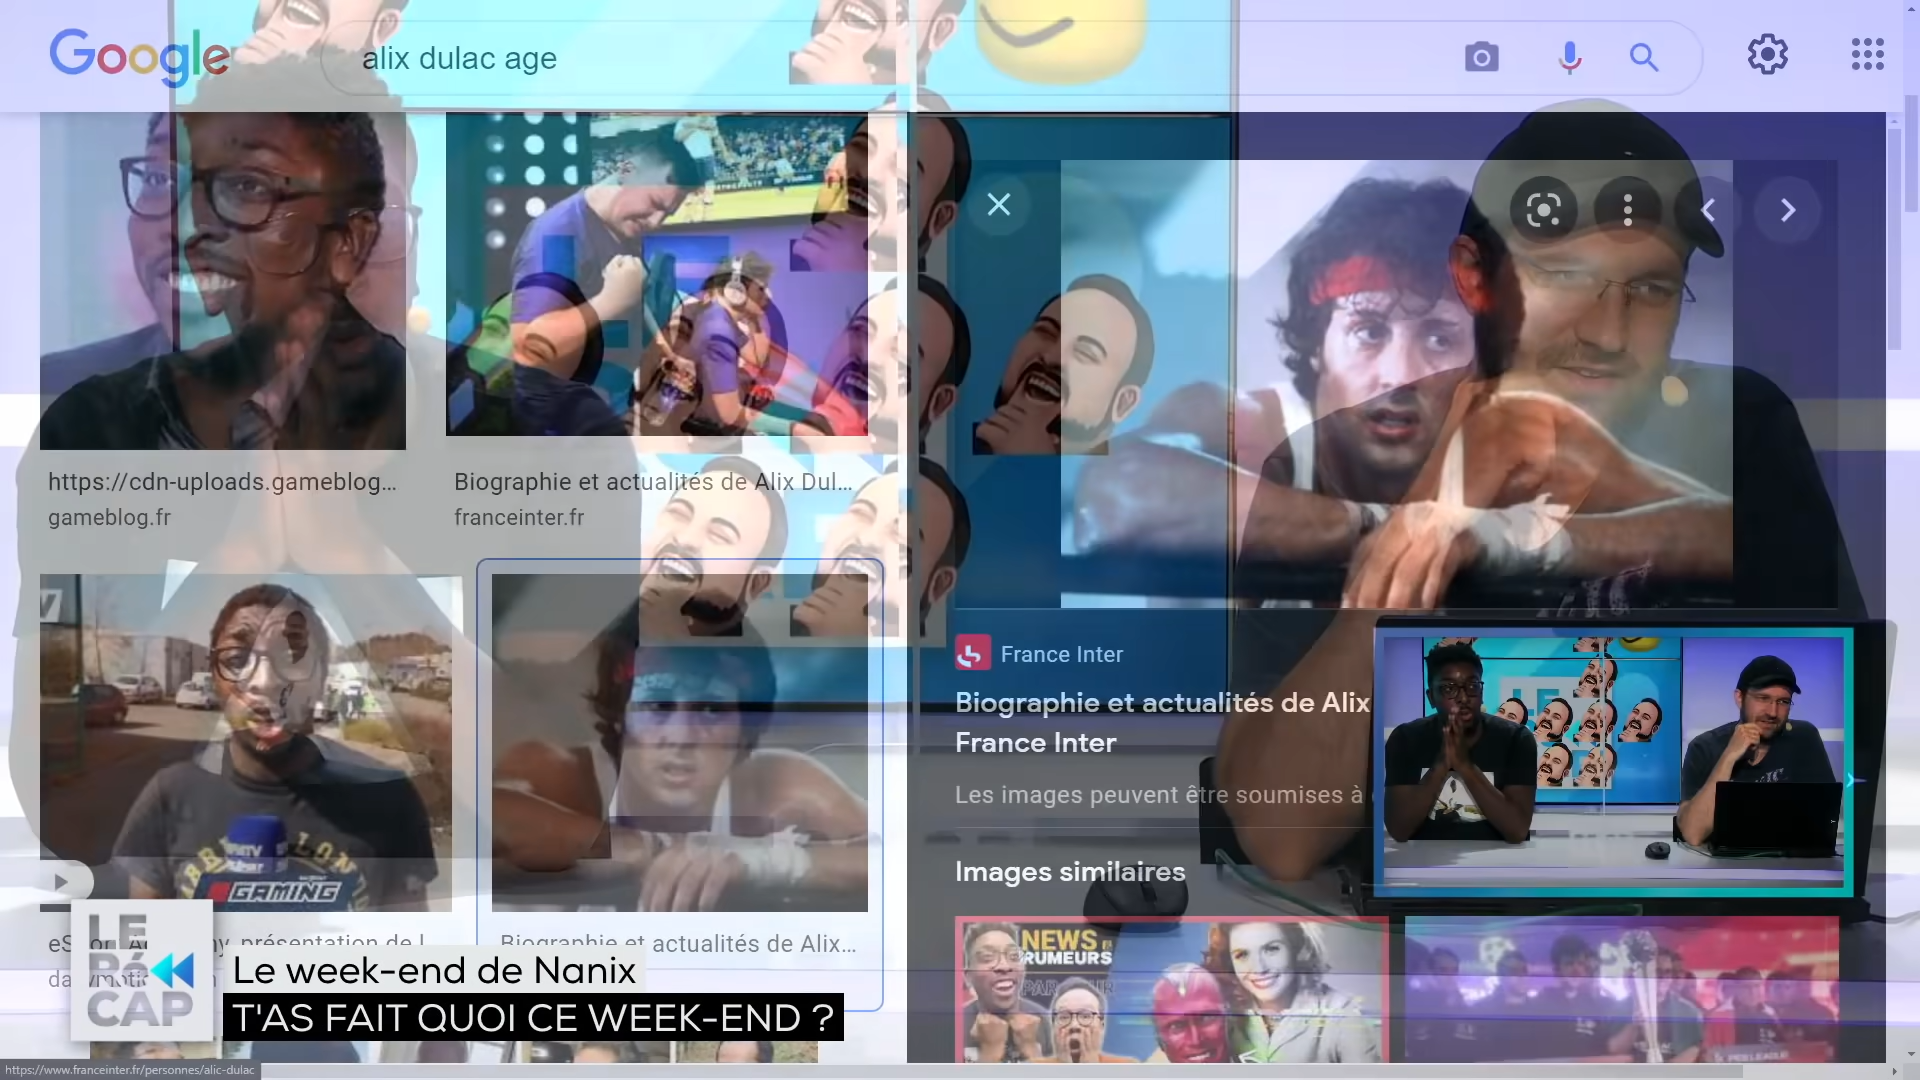 Google
alix dulac age
https://cdn-uploads.gameblog...
gameblog.fr
Biographie et actualités de Alix Dul...
franceinter.fr
GAMING
Biographie et actualités de Alix...
France Inter
Biographie et actualités de Alix
France Inter
Les images peuvent être soumises à
Images similaires
NEWS
RUMEURS
LE
RÉ
CAP
Le week-end de Nanix
T'AS FAIT QUOI CE WEEK-END ?
https://www.franceinter.fr/personnes/alic-dulac